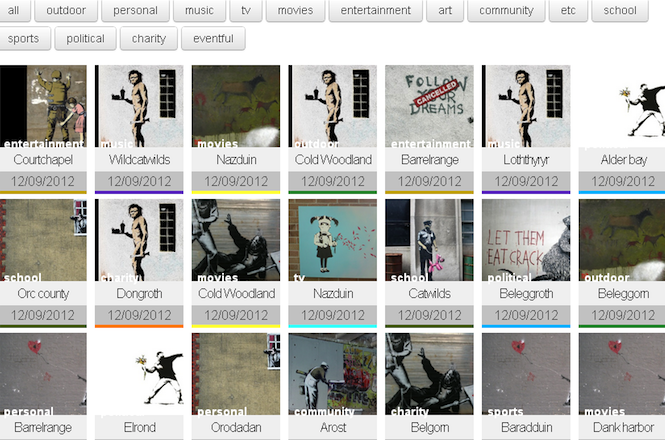 all outdoor personal music tv movies entertainment art community etc school
sports political charity eventful
FOLLOW
YOUR
DREAMS
CANCELLED
entertainment music movies outdoor entertainment music
Courtchapel Wildcatwilds Nazduin Cold Woodland Barrelrange Loththyryr Alder bay
12/09/2012 12/09/2012 12/09/2012 12/09/2012 12/09/2012 12/09/2012 12/09/2012
LET THEM
EAT CRACK
school charity movies tv school political outdoor
Orc county Dongroth Cold Woodland Nazduin Catwilds Beleggroth Beleggorn
12/09/2012 12/09/2012 12/09/2012 12/09/2012 12/09/2012 12/09/2012 12/09/2012
personal personal community charity sports movies
Barrelrange Elrond Orodadan Arost Belgorn Baradduin Dank harbor